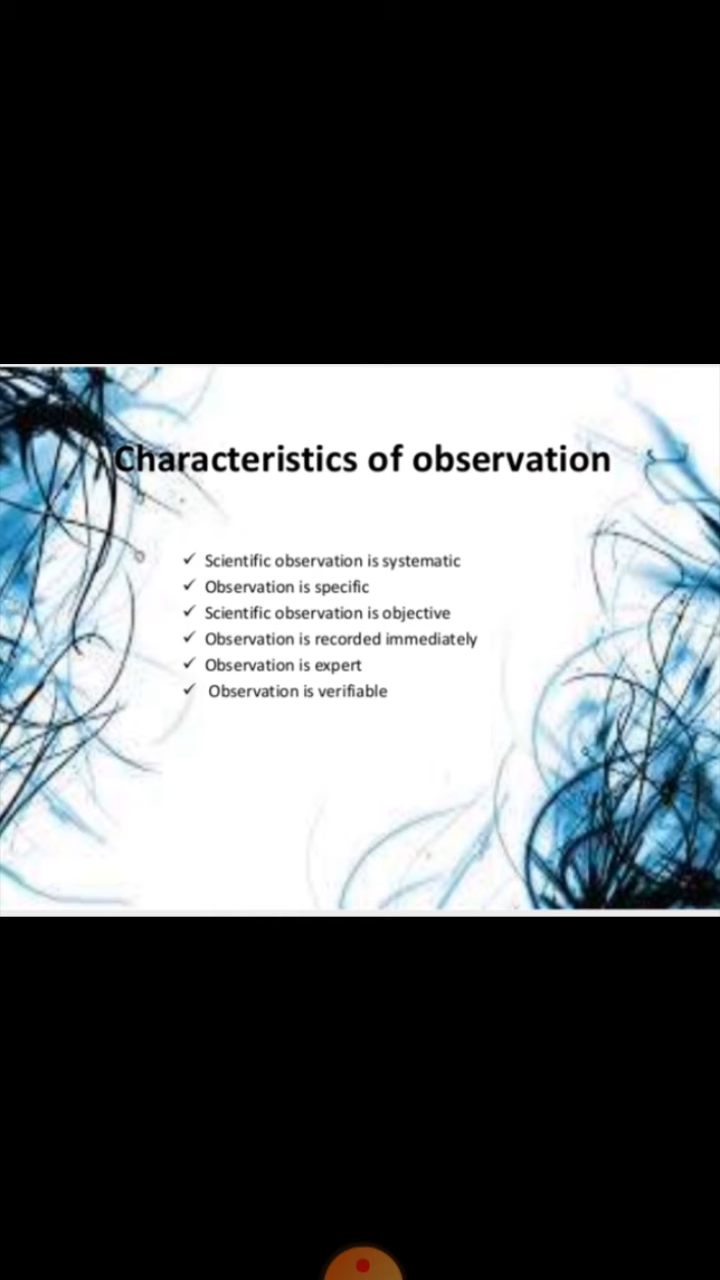 Characteristics of observation
✓ Scientific observation is systematic
✓ Observation is specific
✓ Scientific observation is objective
✓ Observation is recorded immediately
✓ Observation is expert
✓ Observation is verifiable